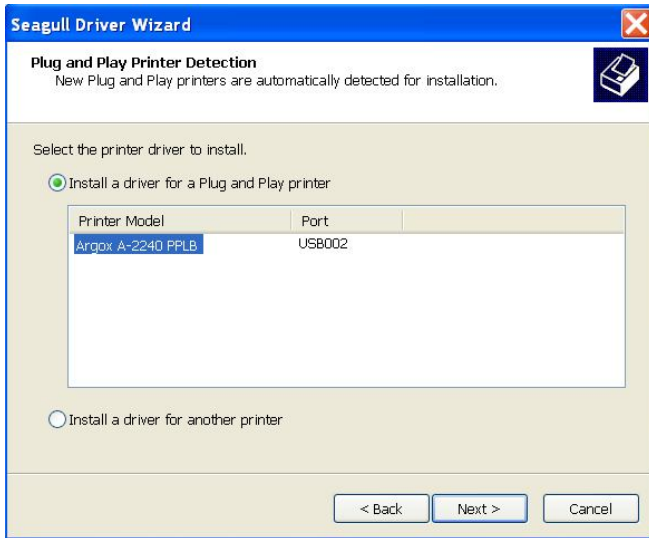 Seagull Driver Wizard
Plug and Play Printer Detection
New Plug and Play printers are automatically detected for installation.
Select the printer driver to install.
Install a driver for a Plug and Play printer
Printer Model Port
Argox A-2240 PPLB USB002
Install a driver for another printer
< Back Next > Cancel